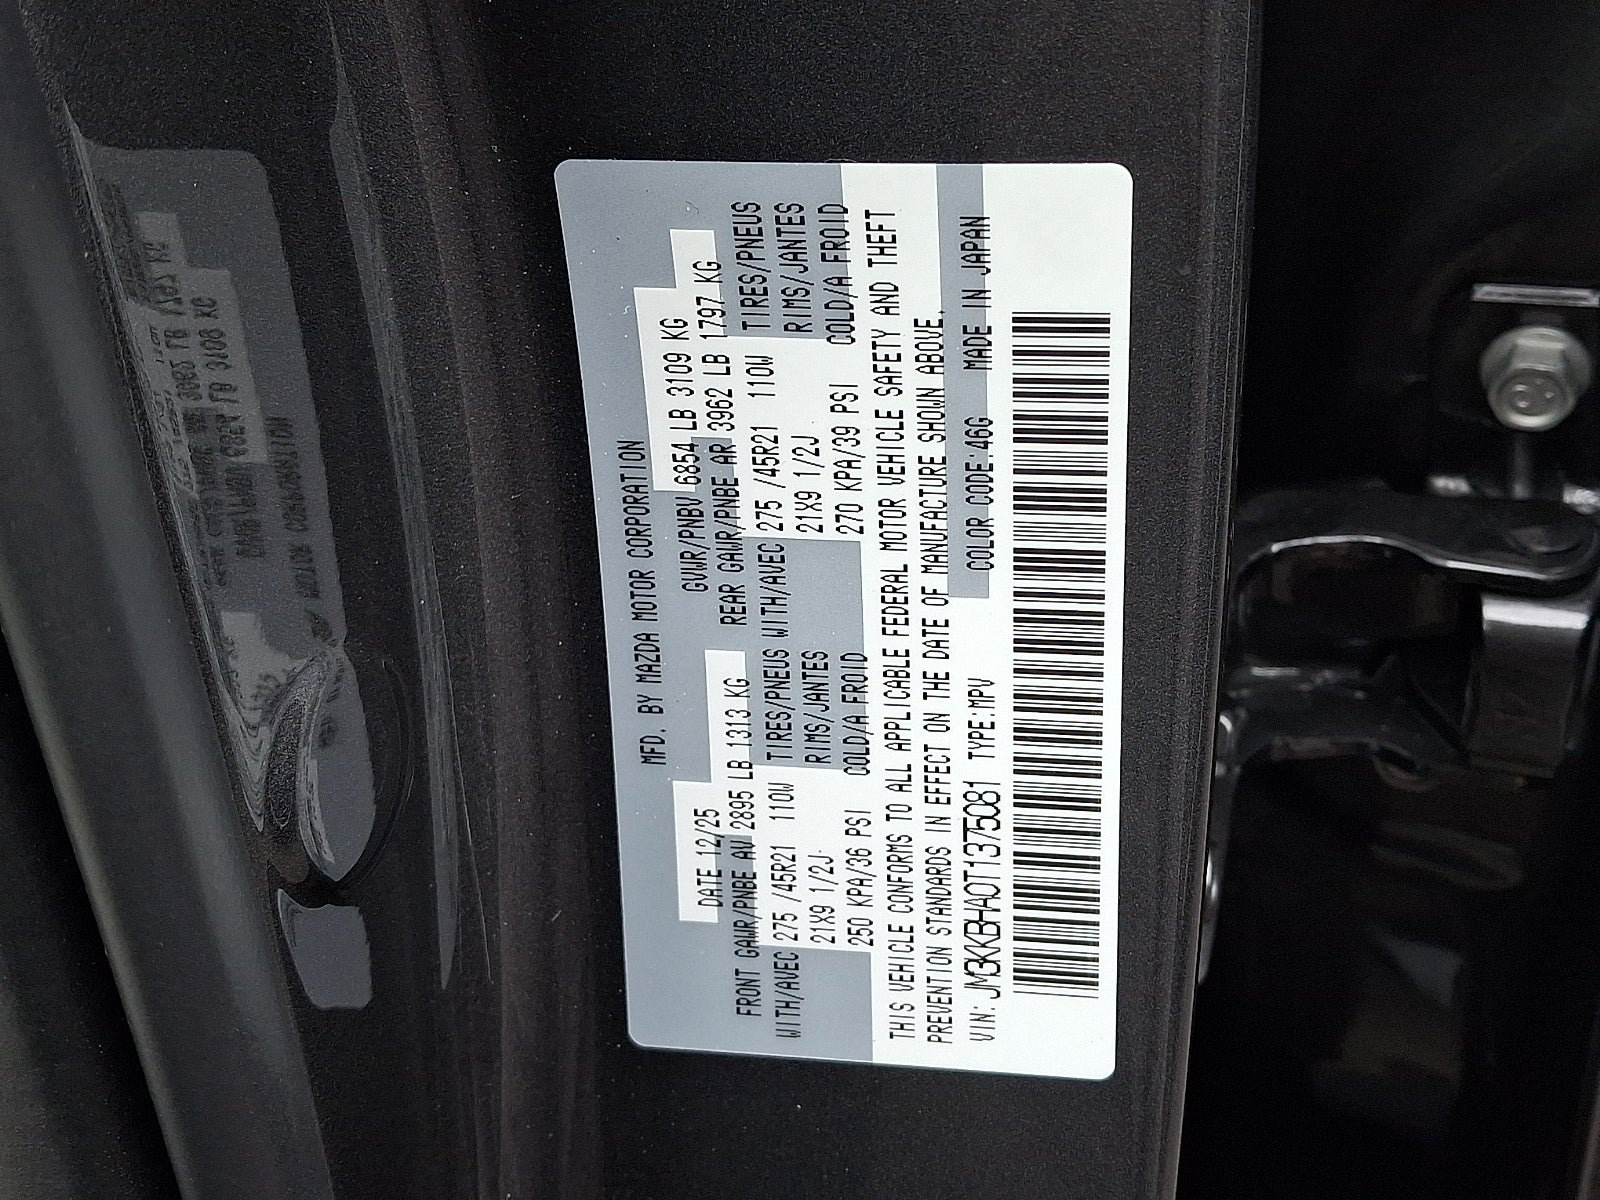 MFD. BY MAZDA MOTOR CORPORATION
DATE 12/25 GVWR/PNBV 6854 LB 3109 KG
FRONT GAWR/PNBE AV 2895 LB 1313 KG REAR GAWR/PNBE AR 3962 LB 1797 KG
WITH/AVEC 275 /45R21 110W TIRES/PNEUS WITH/AVEC 275 /45R21 110W TIRES/PNEUS
21X9 1/2J RIMS/JANTES 21X9 1/2J RIMS/JANTES
250 KPA/36 PSI COLD/A FROID 270 KPA/39 PSI COLD/A FROID
THIS VEHICLE CONFORMS TO ALL APPLICABLE FEDERAL MOTOR VEHICLE SAFETY AND THEFT
PREVENTION STANDARDS IN EFFECT ON THE DATE OF MANUFACTURE SHOWN ABOVE.
VIN: JM3KKBHA0T1375081 TYPE:MPV COLOR CODE:46G MADE IN JAPAN